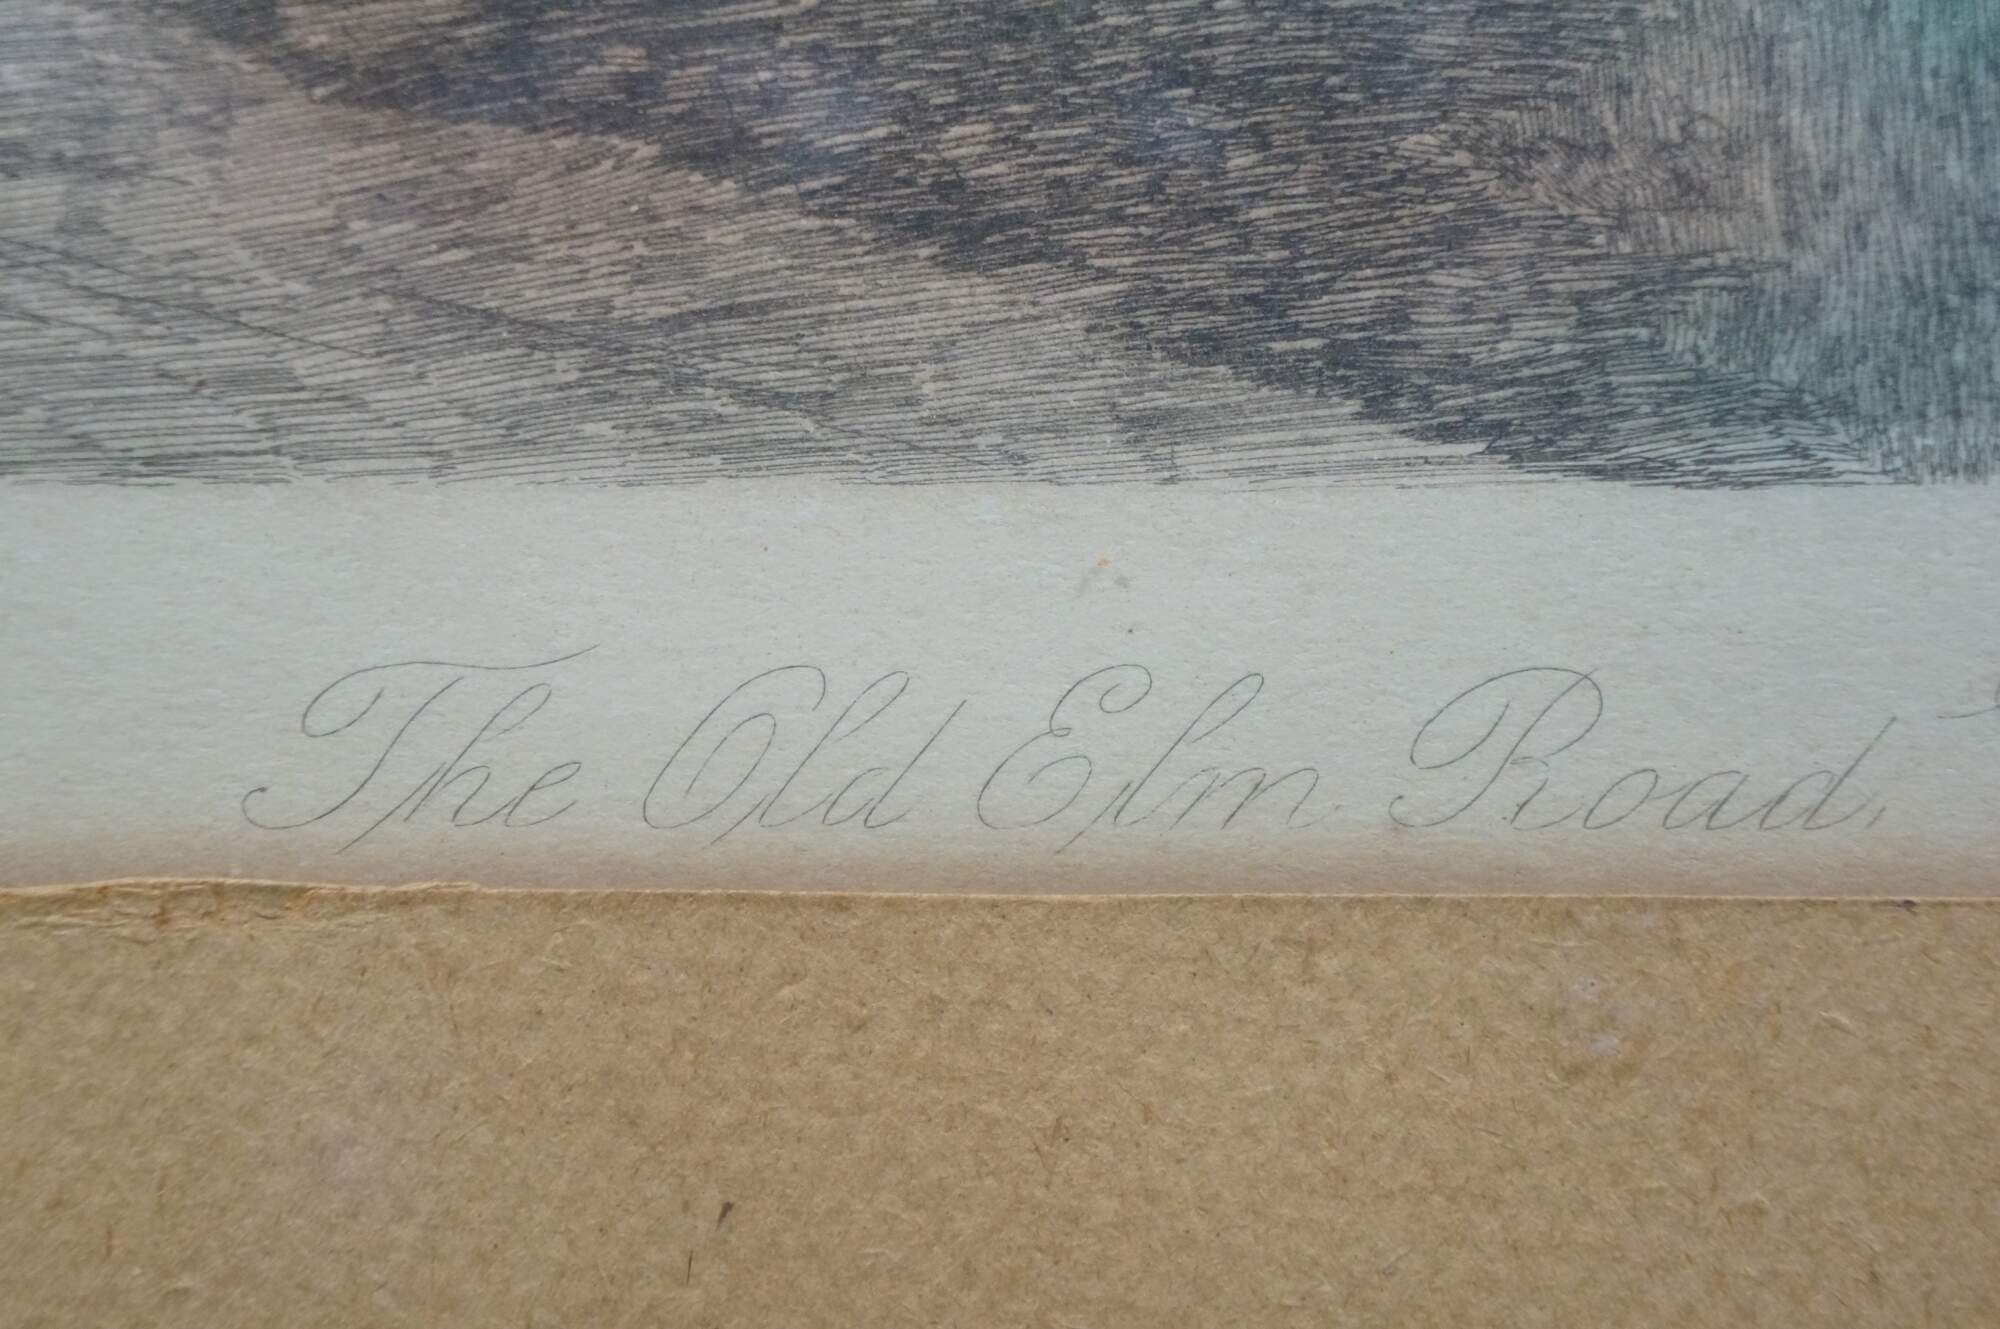 The Old Elm Road,